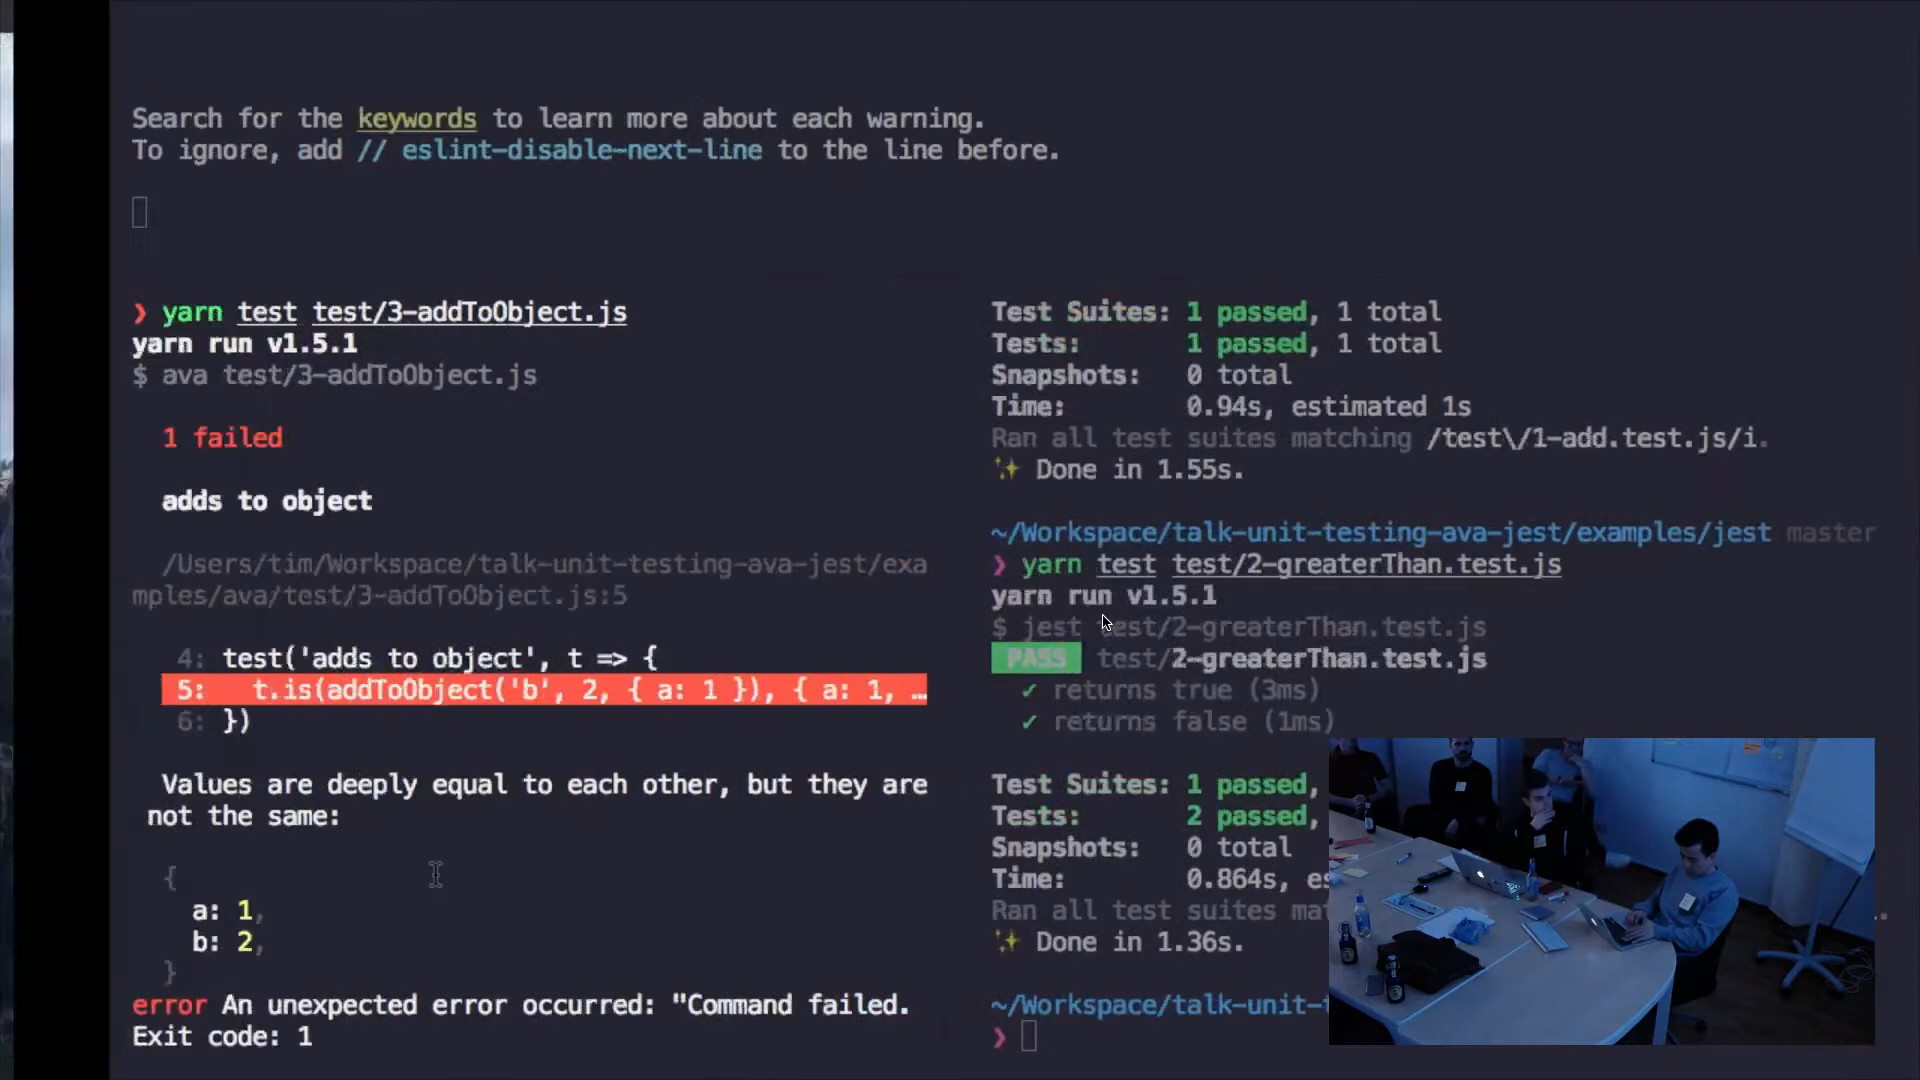 Search for the keywords to learn more about each warning.
To ignore, add // eslint-disable-next-line to the line before.
❯ yarn test test/3-addToObject.js
yarn run v1.5.1
$ ava test/3-addToObject.js
1 failed
adds to object
/Users/tim/Workspace/talk-unit-testing-ava-jest/exa
mples/ava/test/3-addToObject.js:5
4: test('adds to object', t => {
5: t.is(addToObject('b', 2, { a: 1 }), { a: 1, …
6: })
Values are deeply equal to each other, but they are
not the same:
{
a: 1,
b: 2,
}
error An unexpected error occurred: "Command failed.
Exit code: 1
Test Suites: 1 passed, 1 total
Tests: 1 passed, 1 total
Snapshots: 0 total
Time: 0.94s, estimated 1s
Ran all test suites matching /test\/1-add.test.js/i.
✨ Done in 1.55s.
~/Workspace/talk-unit-testing-ava-jest/examples/jest master
❯ yarn test test/2-greaterThan.test.js
yarn run v1.5.1
$ jest test/2-greaterThan.test.js
PASS test/2-greaterThan.test.js
✓ returns true (3ms)
✓ returns false (1ms)
Test Suites: 1 passed,
Tests: 2 passed,
Snapshots: 0 total
Time: 0.864s, es
Ran all test suites mat
✨ Done in 1.36s.
~/Workspace/talk-unit-t
❯